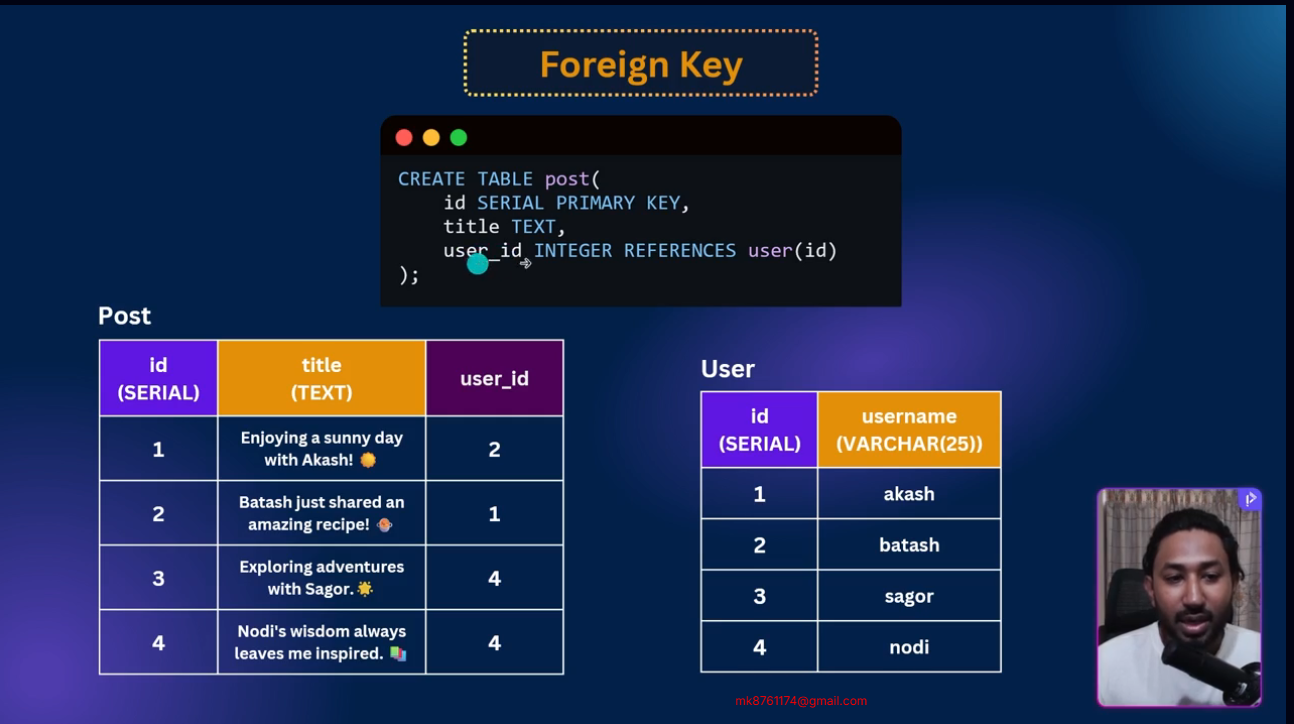 Foreign Key
CREATE TABLE post(
id SERIAL PRIMARY KEY,
title TEXT,
user_id INTEGER REFERENCES user(id)
);
Post
id
(SERIAL)
title
(TEXT)
user_id
1
Enjoying a sunny day
with Akash!
2
2
Batash just shared an
amazing recipe!
1
3
Exploring adventures
with Sagor.
4
4
Nodi's wisdom always
leaves me inspired.
4
User
id
(SERIAL)
username
(VARCHAR(25))
1
akash
2
batash
3
sagor
4
nodi
mk8761174@gmail.com